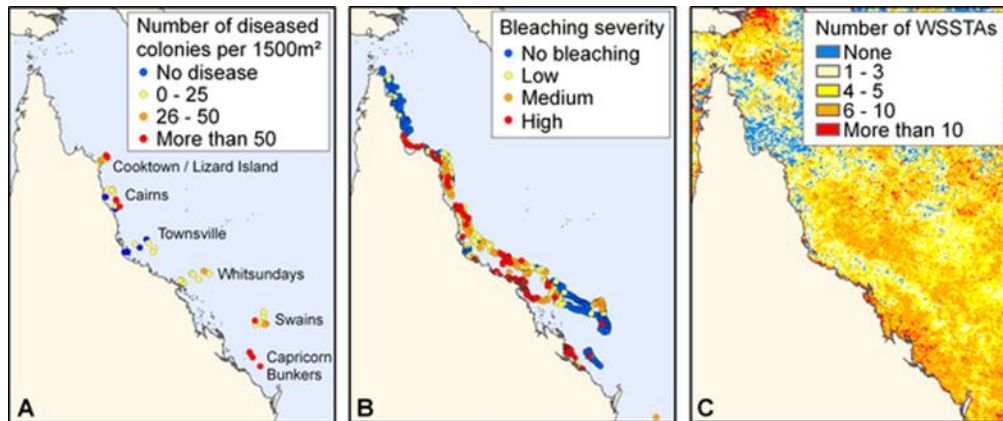 Number of diseased
colonies per 1500m²
No disease
0 - 25
26 - 50
More than 50
Cooktown / Lizard Island
Cairns
Townsville
Whitsundays
Swains
Capricorn
Bunkers
A
Bleaching severity
No bleaching
Low
Medium
High
B
Number of WSSTAs
None
1 - 3
4 - 5
6 - 10
More than 10
C